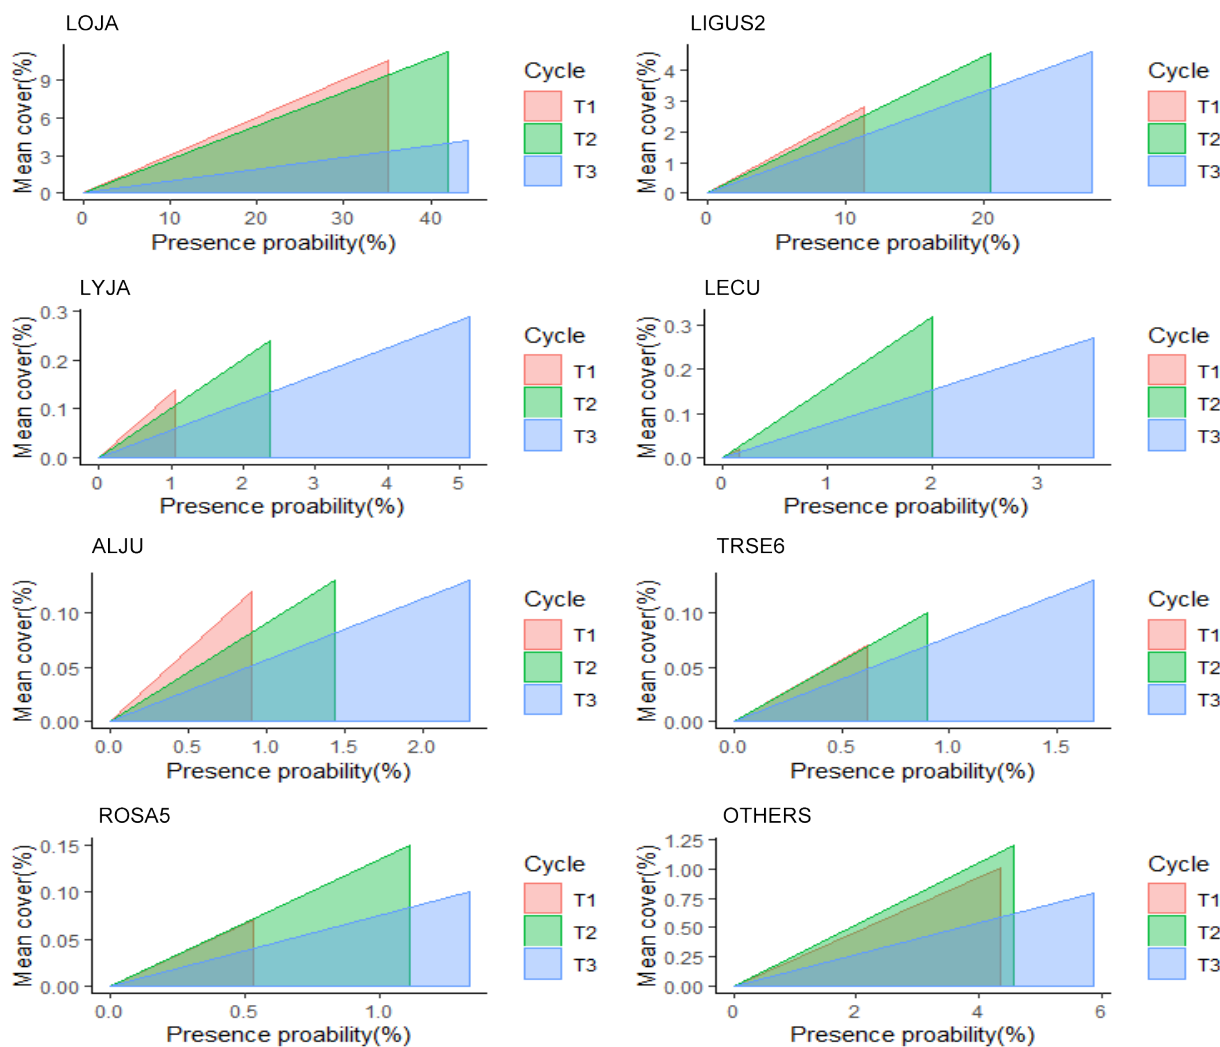 LOJA
Mean cover(%)
9
6
3
0
0 10 20 30 40
Presence proability(%)
Cycle
T1
T2
T3
LIGUS2
Mean cover(%)
4
3
2
1
0
0 10 20
Presence proability(%)
Cycle
T1
T2
T3
LYJA
Mean cover(%)
0.3
0.2
0.1
0.0
0 1 2 3 4 5
Presence proability(%)
Cycle
T1
T2
T3
LECU
Mean cover(%)
0.3
0.2
0.1
0.0
0 1 2 3
Presence proability(%)
Cycle
T1
T2
T3
ALJU
Mean cover(%)
0.10
0.05
0.00
0.0 0.5 1.0 1.5 2.0
Presence proability(%)
Cycle
T1
T2
T3
TRSE6
Mean cover(%)
0.10
0.05
0.00
0.0 0.5 1.0 1.5
Presence proability(%)
Cycle
T1
T2
T3
ROSA5
Mean cover(%)
0.15
0.10
0.05
0.00
0.0 0.5 1.0
Presence proability(%)
Cycle
T1
T2
T3
OTHERS
Mean cover(%)
1.25
1.00
0.75
0.50
0.25
0.00
0 2 4 6
Presence proability(%)
Cycle
T1
T2
T3